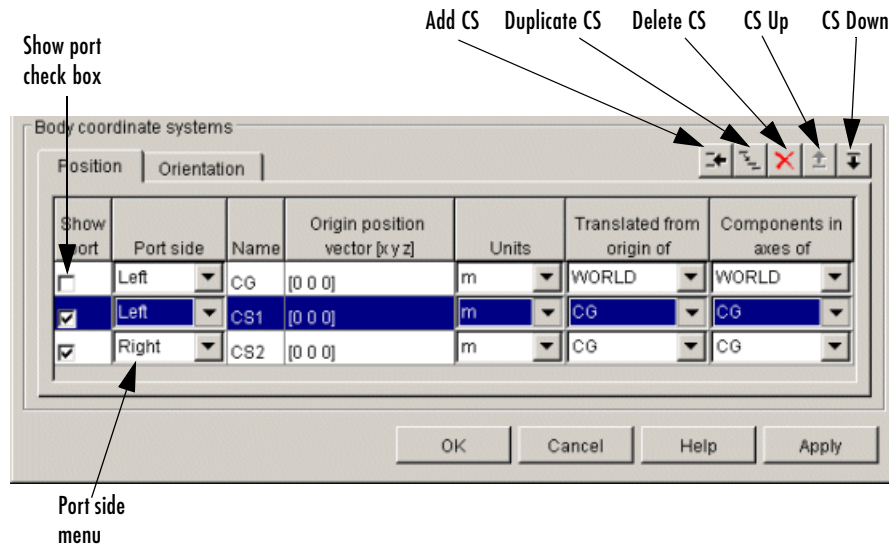 Add CS Duplicate CS Delete CS CS Up CS Down
Show port
check box
Body coordinate systems
Position Orientation
Show port Port side Name Origin position vector [x y z] Units Translated from origin of Components in axes of
Left CG [0 0 0] m WORLD WORLD
Left CS1 [0 0 0] m CG CG
Right CS2 [0 0 0] m CG CG
OK Cancel Help Apply
Port side
menu